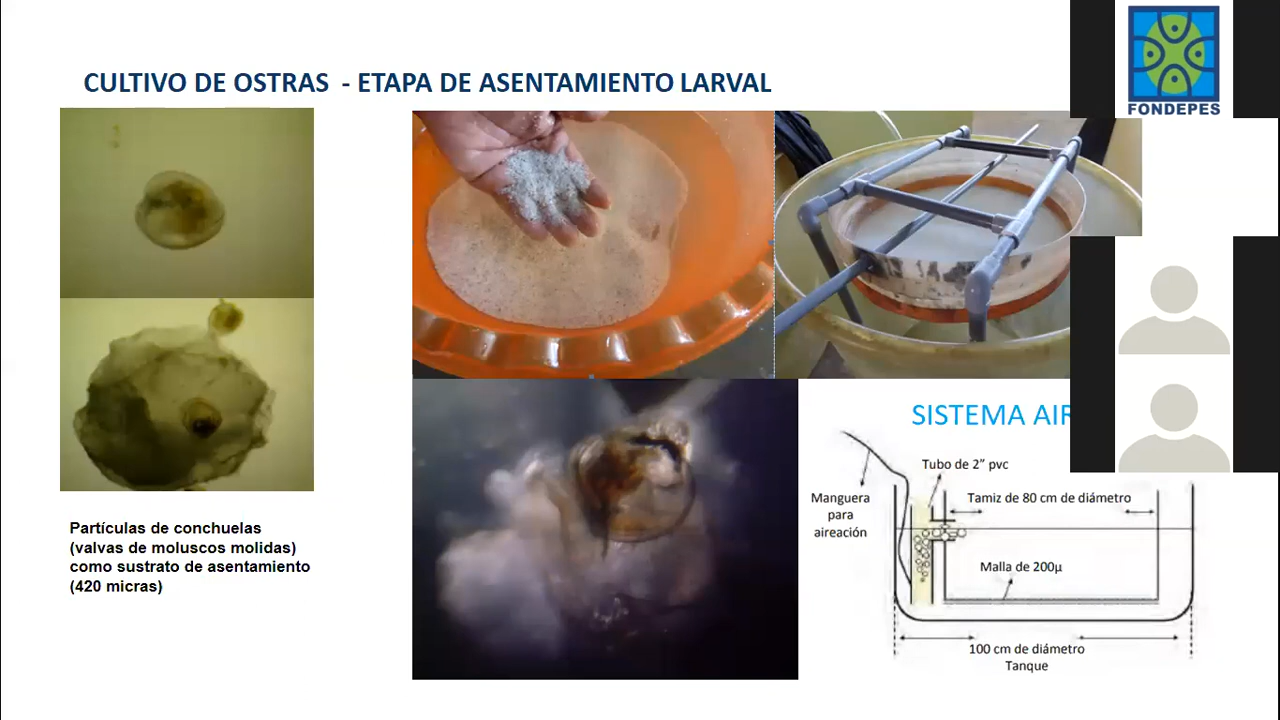 CULTIVO DE OSTRAS - ETAPA DE ASENTAMIENTO LARVAL
FONDEPES
Partículas de conchuelas
(valvas de moluscos molidas)
como sustrato de asentamiento
(420 micras)
SISTEMA
Tubo de 2” pvc
Manguera
para
aireación
Tamiz de 80 cm de diámetro
Malla de 200µ
100 cm de diámetro
Tanque